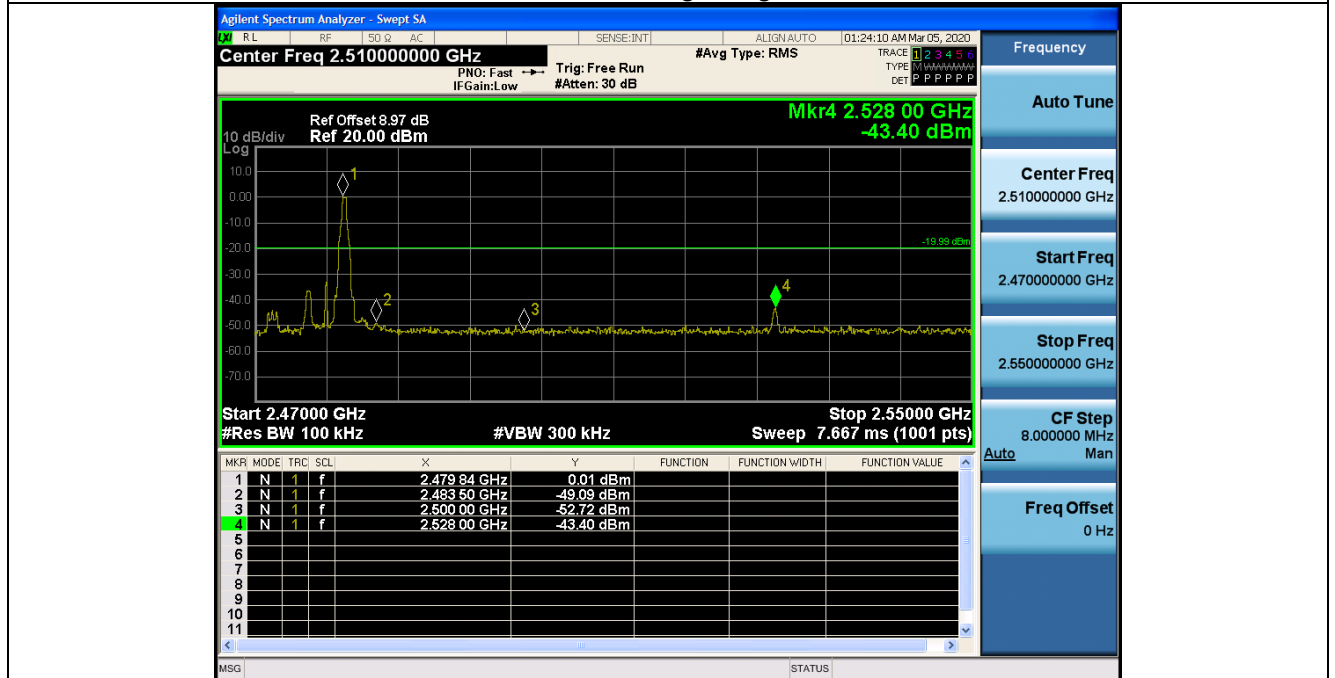 Agilent Spectrum Analyzer - Swept SA
LXI RL RF 50 Ω AC SENSE:INT ALIGN AUTO 01:24:10 AM Mar 05, 2020
Center Freq 2.510000000 GHz
PNO: Fast
IFGain:Low
Trig: Free Run
#Atten: 30 dB
#Avg Type: RMS
TRACE 1 2 3 4 5 6
TYPE M WWWWW
DET P P P P P P
Mkr4 2.528 00 GHz
-43.40 dBm
Ref Offset 8.97 dB
10 dB/div Ref 20.00 dBm
Log
10.0
0.00
-10.0
-20.0
-30.0
-40.0
-50.0
-60.0
-70.0
1
2
3
4
-19.99 dBm
Start 2.47000 GHz Stop 2.55000 GHz
#Res BW 100 kHz #VBW 300 kHz Sweep 7.667 ms (1001 pts)
MKR MODE TRC SCL X Y FUNCTION FUNCTION WIDTH FUNCTION VALUE
1 N 1 f 2.479 84 GHz 0.01 dBm
2 N 1 f 2.483 50 GHz -49.09 dBm
3 N 1 f 2.500 00 GHz -52.72 dBm
4 N 1 f 2.528 00 GHz -43.40 dBm
5
6
7
8
9
10
11
MSG STATUS
Frequency
Auto Tune
Center Freq
2.510000000 GHz
Start Freq
2.470000000 GHz
Stop Freq
2.550000000 GHz
CF Step
8.000000 MHz
Auto Man
Freq Offset
0 Hz